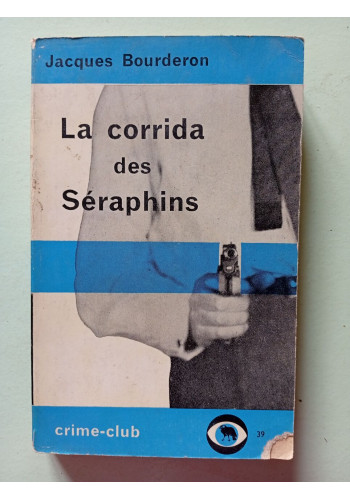 Jacques Bourderon
La corrida
des
Séraphins
crime-club
39